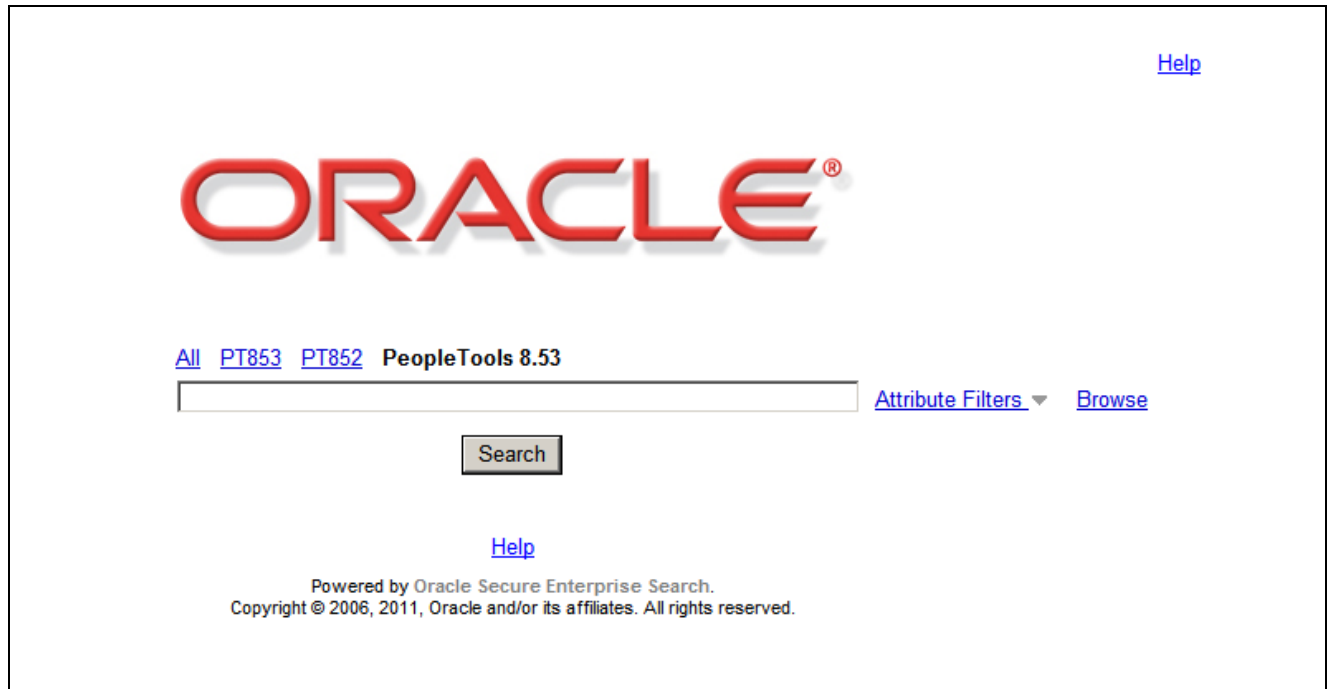 Help
ORACLE®
All PT853 PT852 PeopleTools 8.53
Attribute Filters Browse
Search
Help
Powered by Oracle Secure Enterprise Search.
Copyright © 2006, 2011, Oracle and/or its affiliates. All rights reserved.